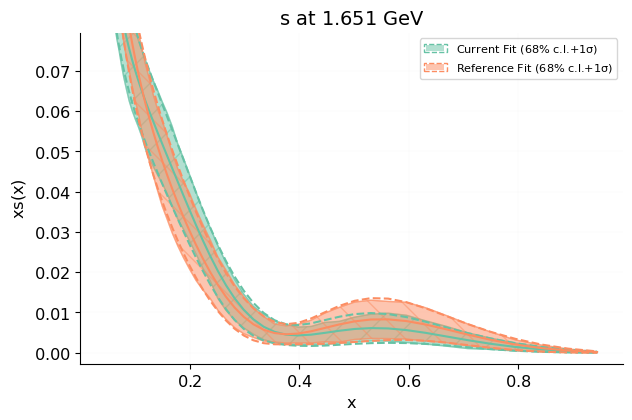 s at 1.651 GeV
Current Fit (68% c.l.+1σ)
Reference Fit (68% c.l.+1σ)
xs(x)
0.07
0.06
0.05
0.04
0.03
0.02
0.01
0.00
0.2 0.4 0.6 0.8
x